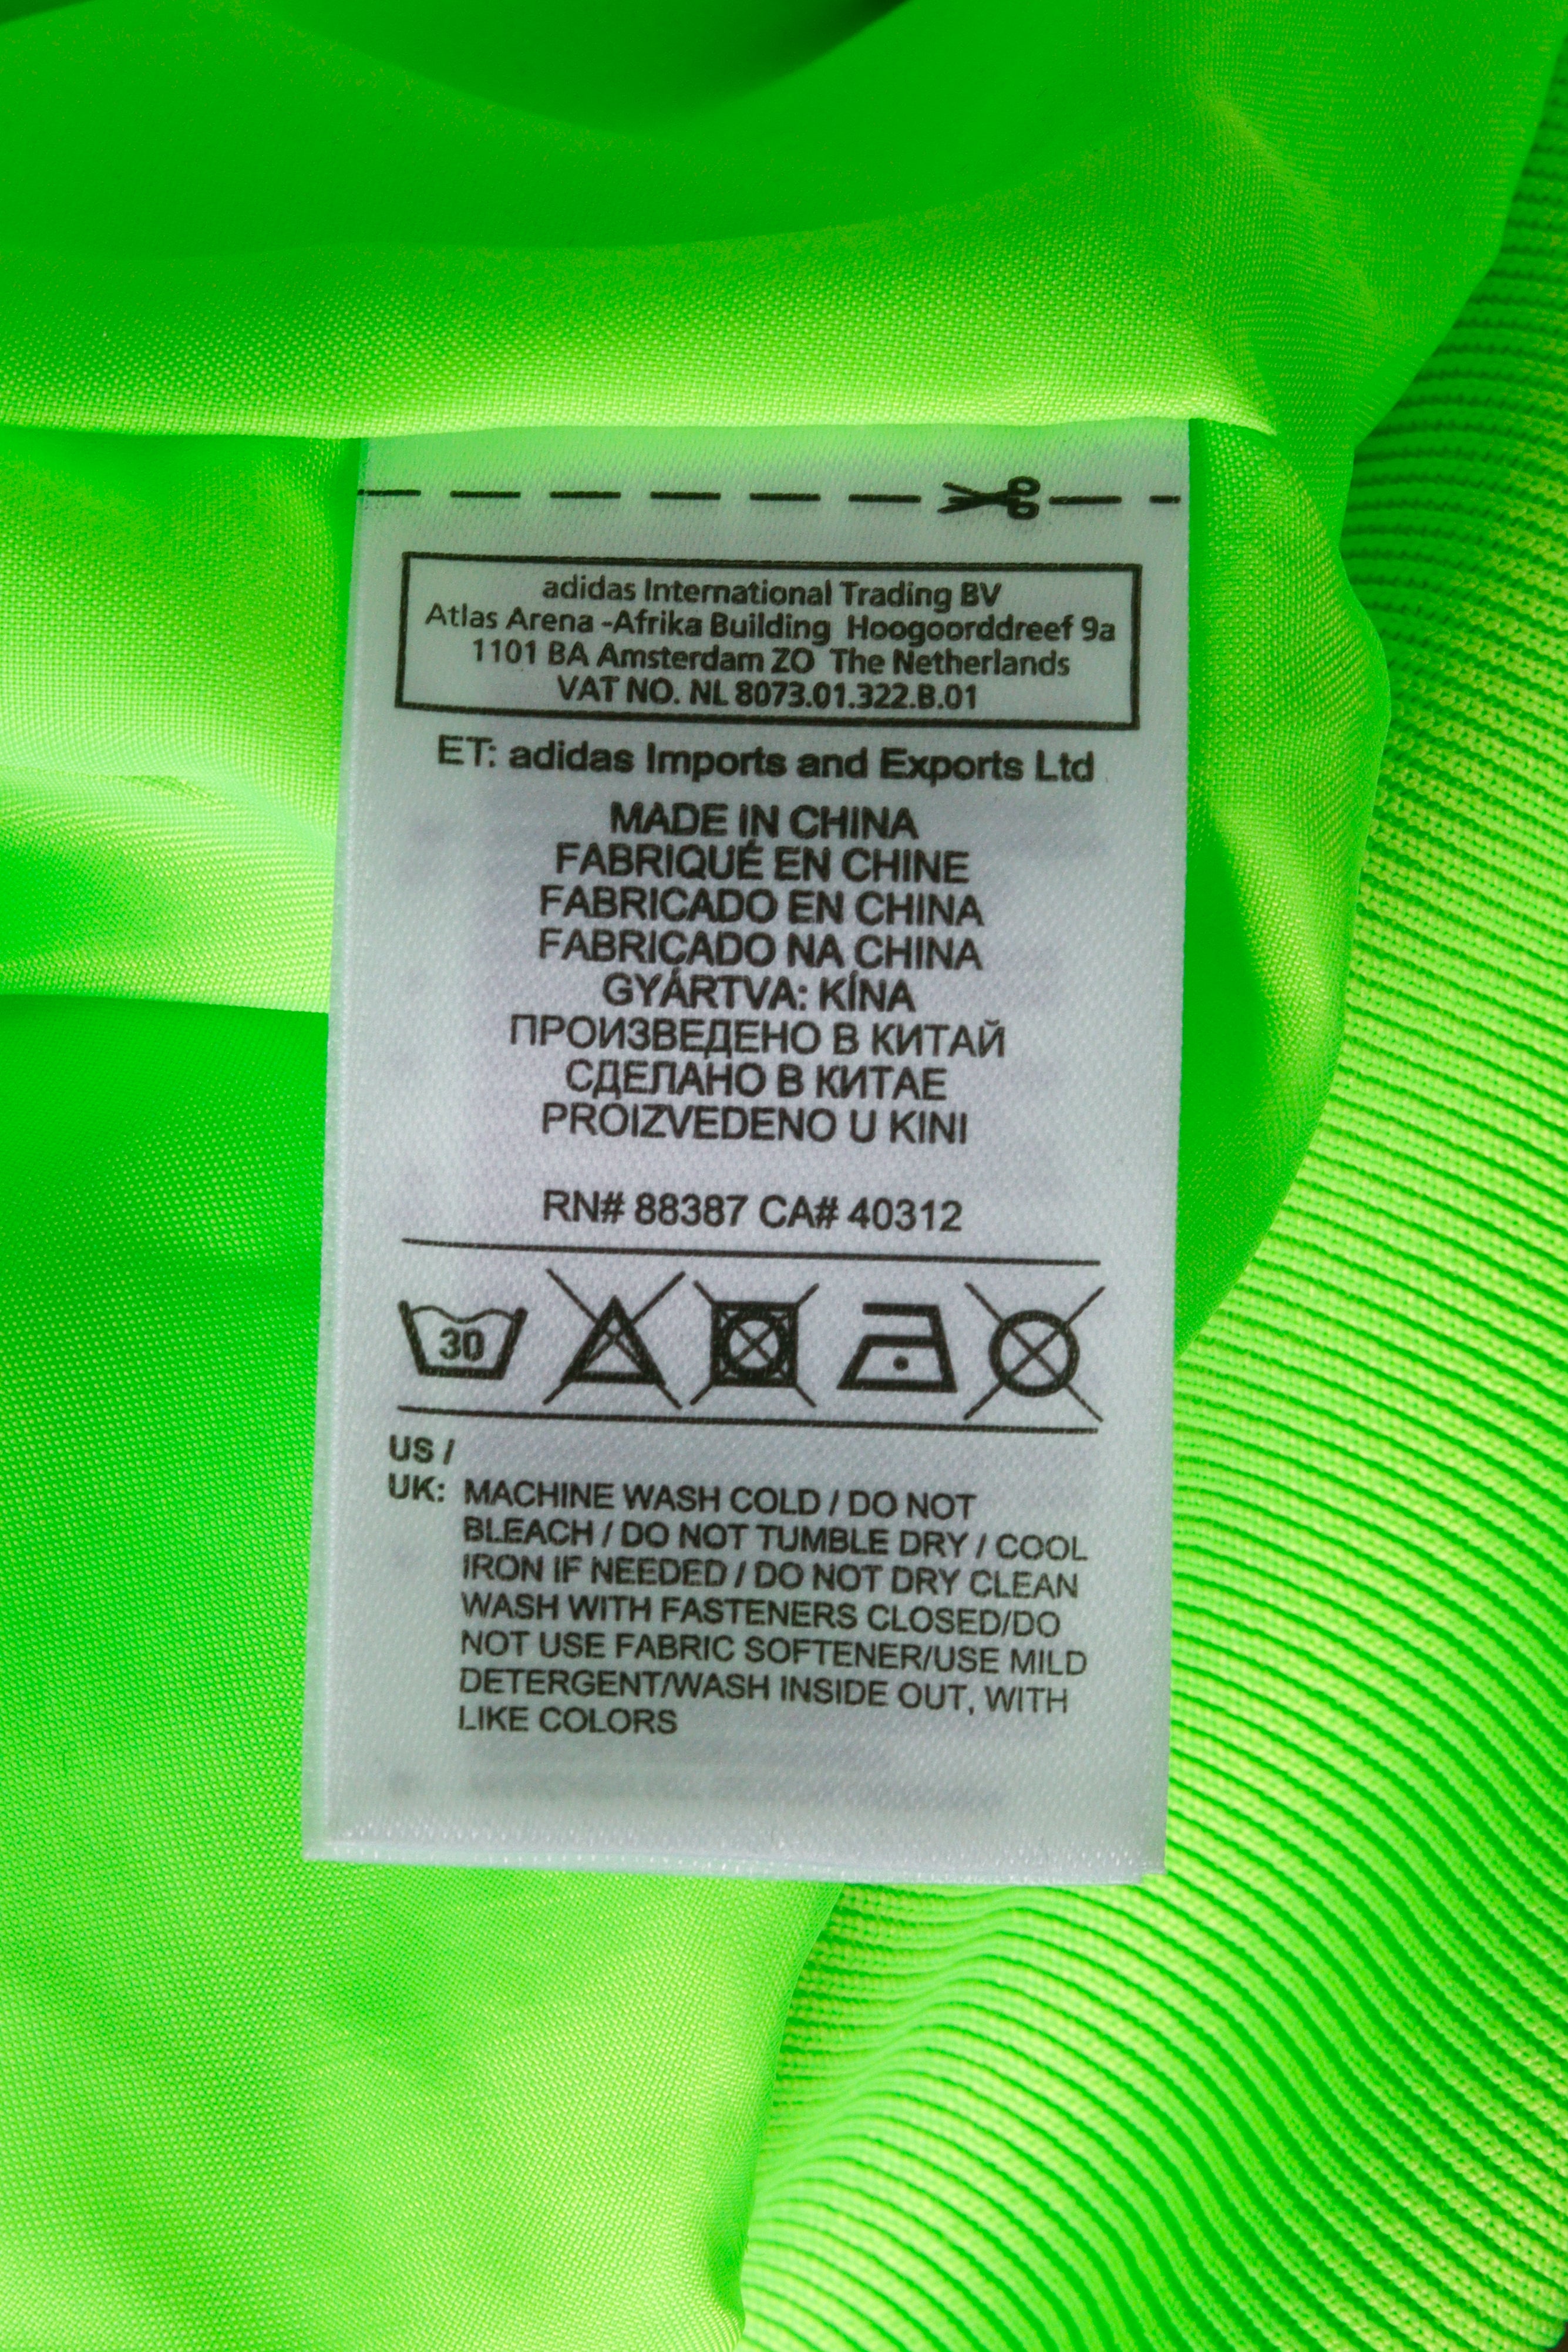 adidas International Trading BV
Atlas Arena -Afrika Building Hoogoorddreef 9a
1101 BA Amsterdam ZO The Netherlands
VAT NO. NL 8073.01.322.B.01
ET: adidas Imports and Exports Ltd
MADE IN CHINA
FABRIQUÉ EN CHINE
FABRICADO EN CHINA
FABRICADO NA CHINA
GYÁRTVA: KÍNA
ПРОИЗВЕДЕНО В КИТАЙ
СДЕЛАНО В КИТАЕ
PROIZVEDENO U KINI
RN# 88387 CA# 40312
30
US /
UK: MACHINE WASH COLD / DO NOT
BLEACH / DO NOT TUMBLE DRY / COOL
IRON IF NEEDED / DO NOT DRY CLEAN
WASH WITH FASTENERS CLOSED/DO
NOT USE FABRIC SOFTENER/USE MILD
DETERGENT/WASH INSIDE OUT, WITH
LIKE COLORS